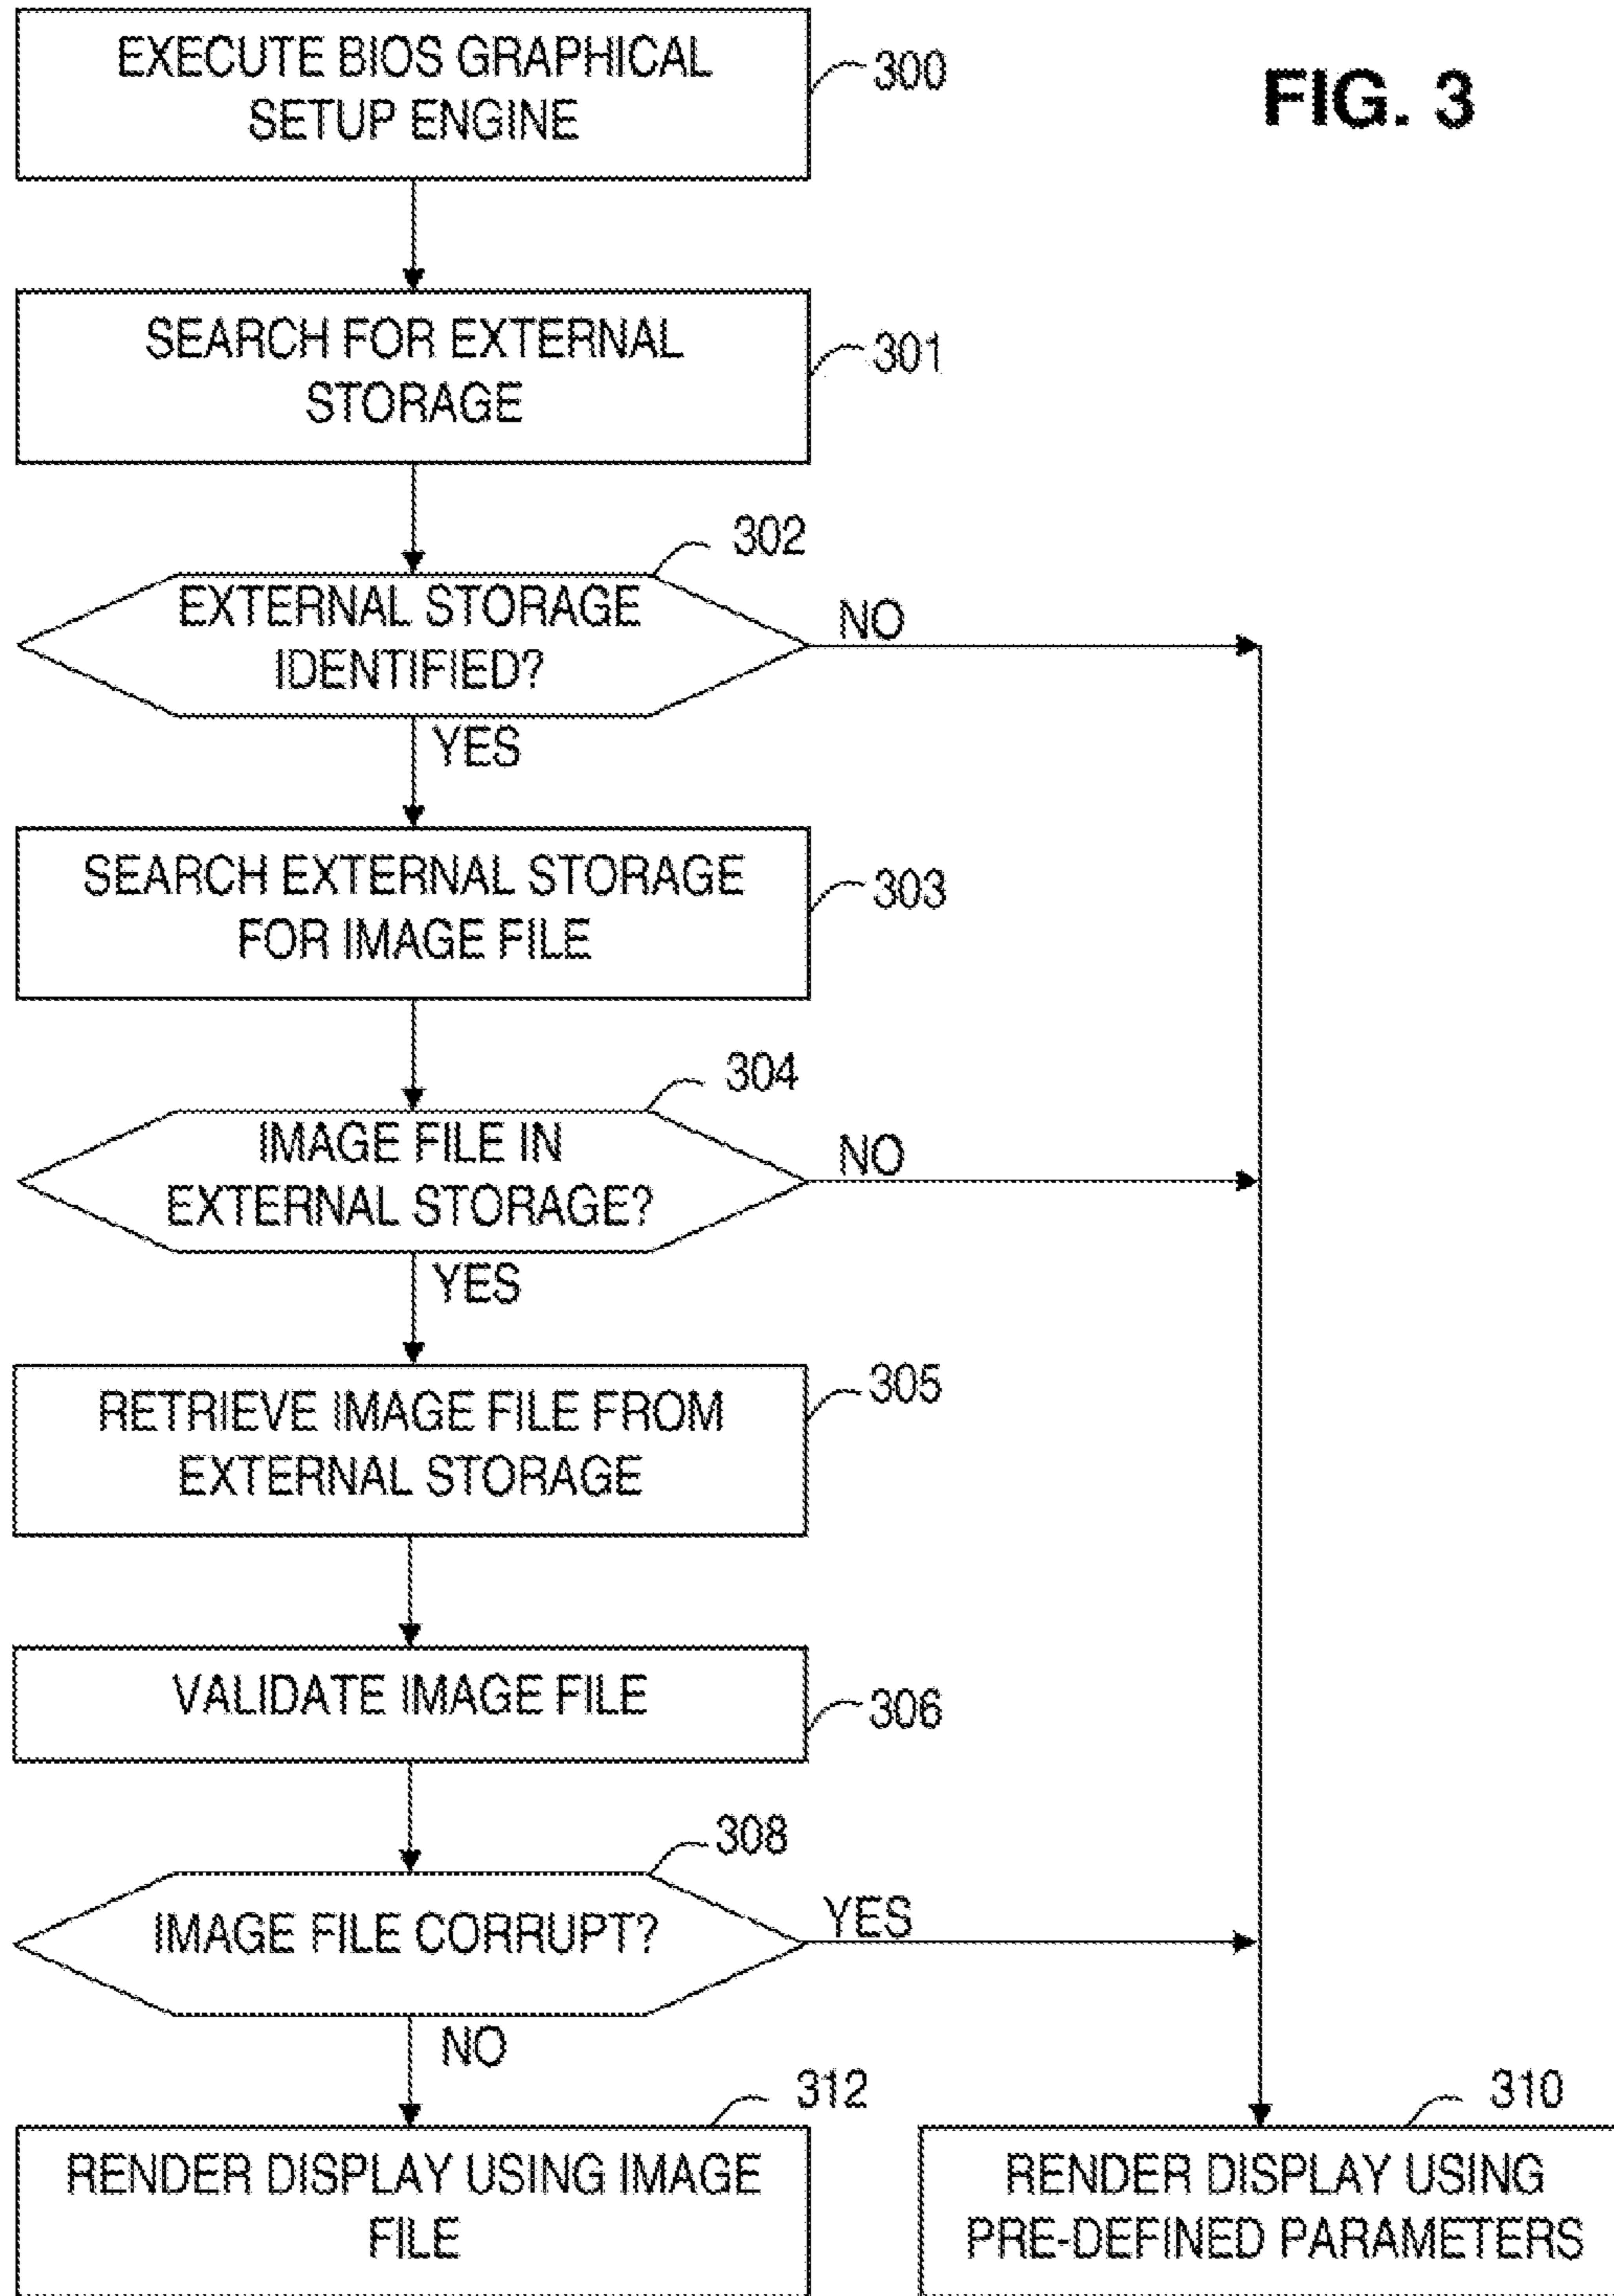 FIG. 3
EXECUTE BIOS GRAPHICAL
SETUP ENGINE
300
SEARCH FOR EXTERNAL
STORAGE
301
302
EXTERNAL STORAGE
IDENTIFIED?
NO
YES
SEARCH EXTERNAL STORAGE
FOR IMAGE FILE
303
304
IMAGE FILE IN
EXTERNAL STORAGE?
NO
YES
RETRIEVE IMAGE FILE FROM
EXTERNAL STORAGE
305
VALIDATE IMAGE FILE
306
308
IMAGE FILE CORRUPT?
YES
NO
312
RENDER DISPLAY USING IMAGE
FILE
310
RENDER DISPLAY USING
PRE-DEFINED PARAMETERS